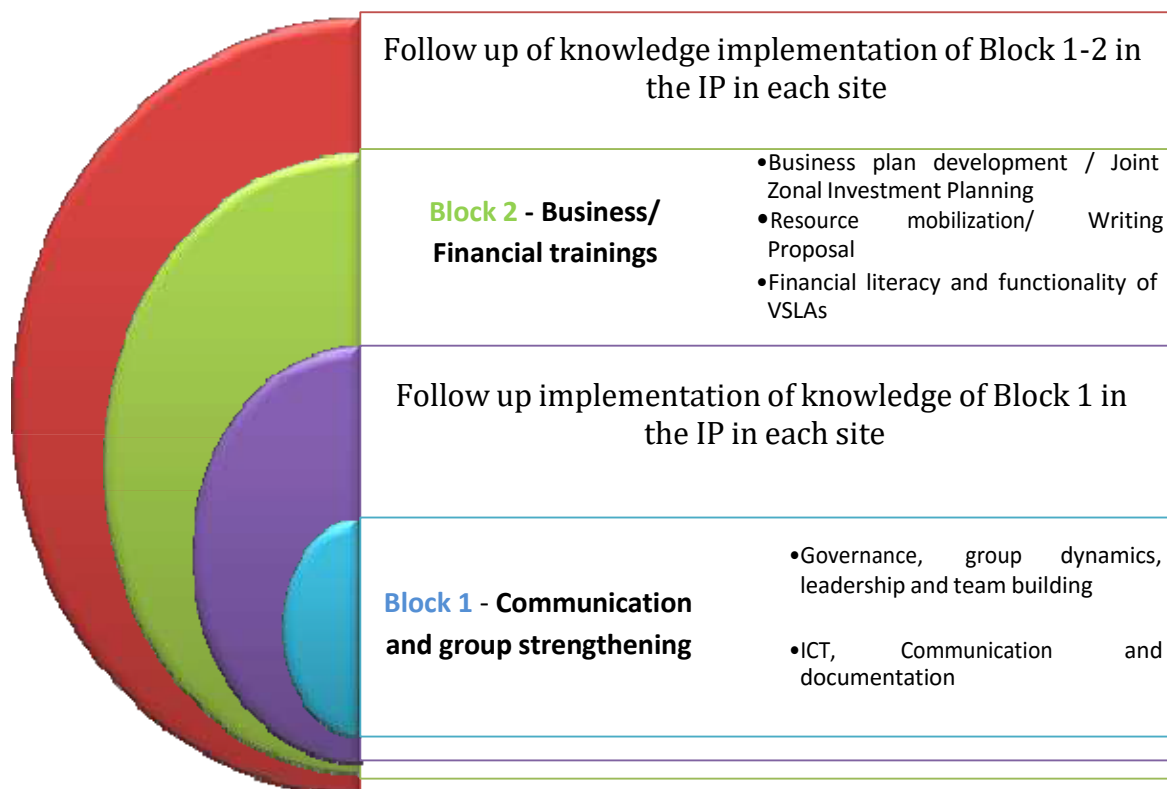 Follow up of knowledge implementation of Block 1-2 in
the IP in each site
Block 2 - Business/
Financial trainings
•Business plan development / Joint
Zonal Investment Planning
•Resource mobilization/ Writing
Proposal
•Financial literacy and functionality of
VSLAs
Follow up implementation of knowledge of Block 1 in
the IP in each site
Block 1 - Communication
and group strengthening
•Governance, group dynamics,
leadership and team building
•ICT, Communication and
documentation